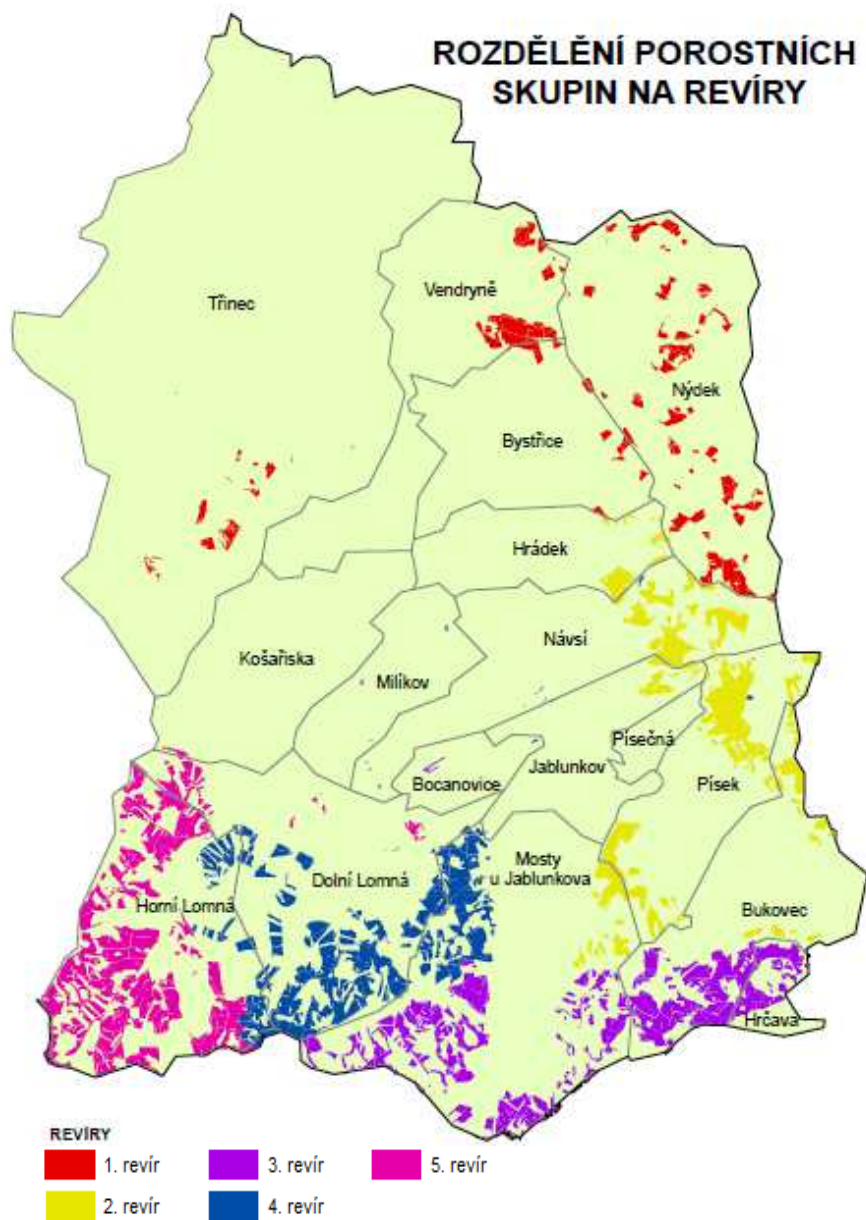 ROZDĚLENÍ POROSTNÍCH
SKUPIN NA REVÍRY
Třinec
Vendryně
Nýdek
Bystřice
Hrádek
Návsí
Košařiska
Milíkov
Písečná
Bocanovice
Jablunkov
Písek
Mosty
u Jablunkova
Dolní Lomná
Horní Lomná
Bukovec
Hrčava
REVÍRY
1. revír
3. revír
5. revír
2. revír
4. revír